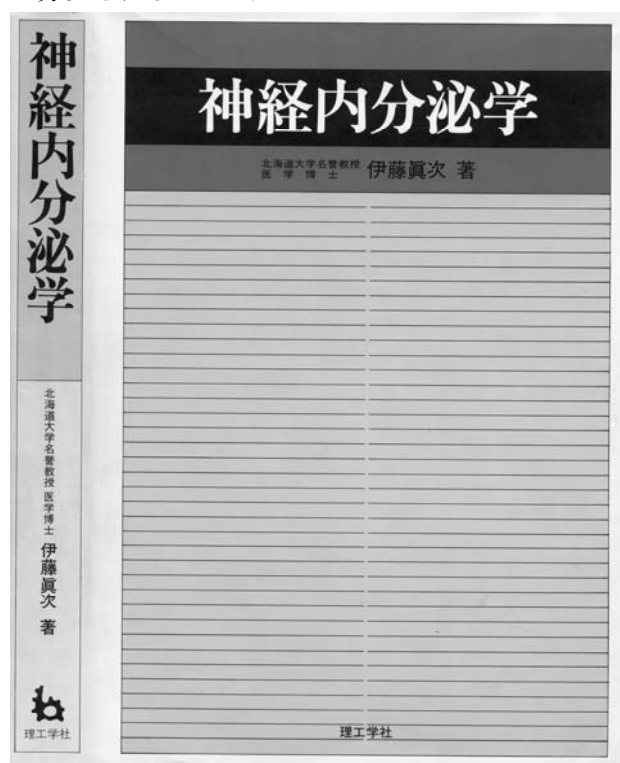 神経内分泌学
北海道大学名誉教授 医学博士 伊藤眞次 著
理工学社
神経内分泌学
北海道大学名誉教授
医学博士 伊藤眞次 著
理工学社